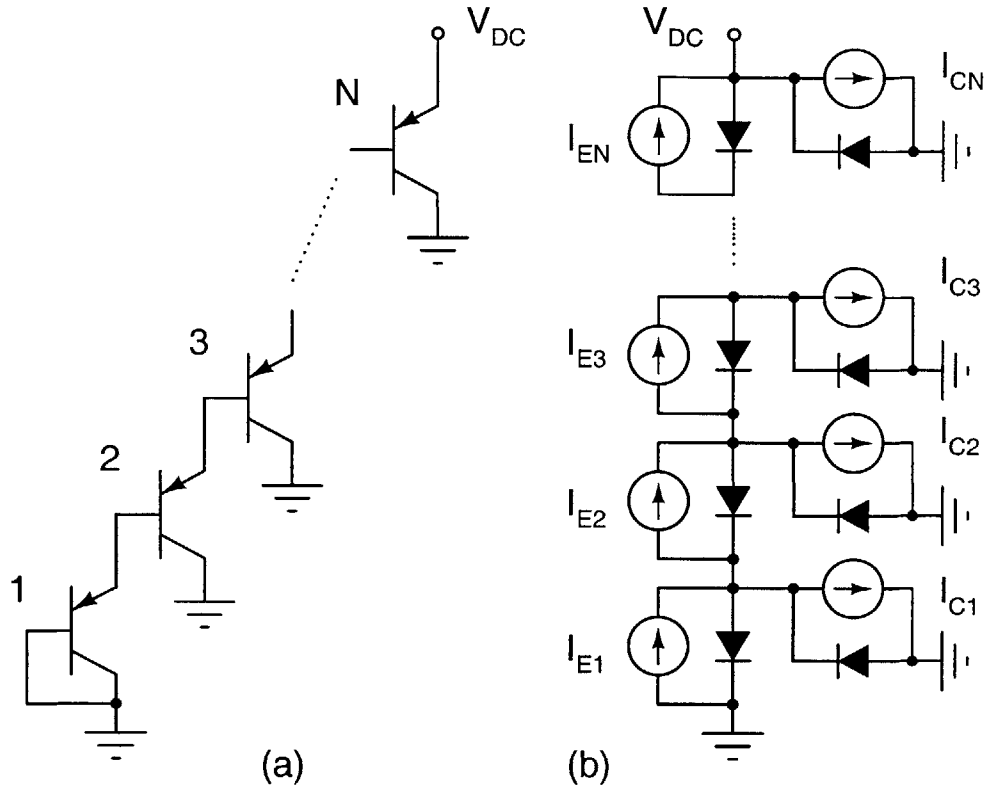 V_DC
N
3
2
1
(a)
V_DC
I_CN
I_EN
I_C3
I_E3
I_C2
I_E2
I_C1
I_E1
(b)